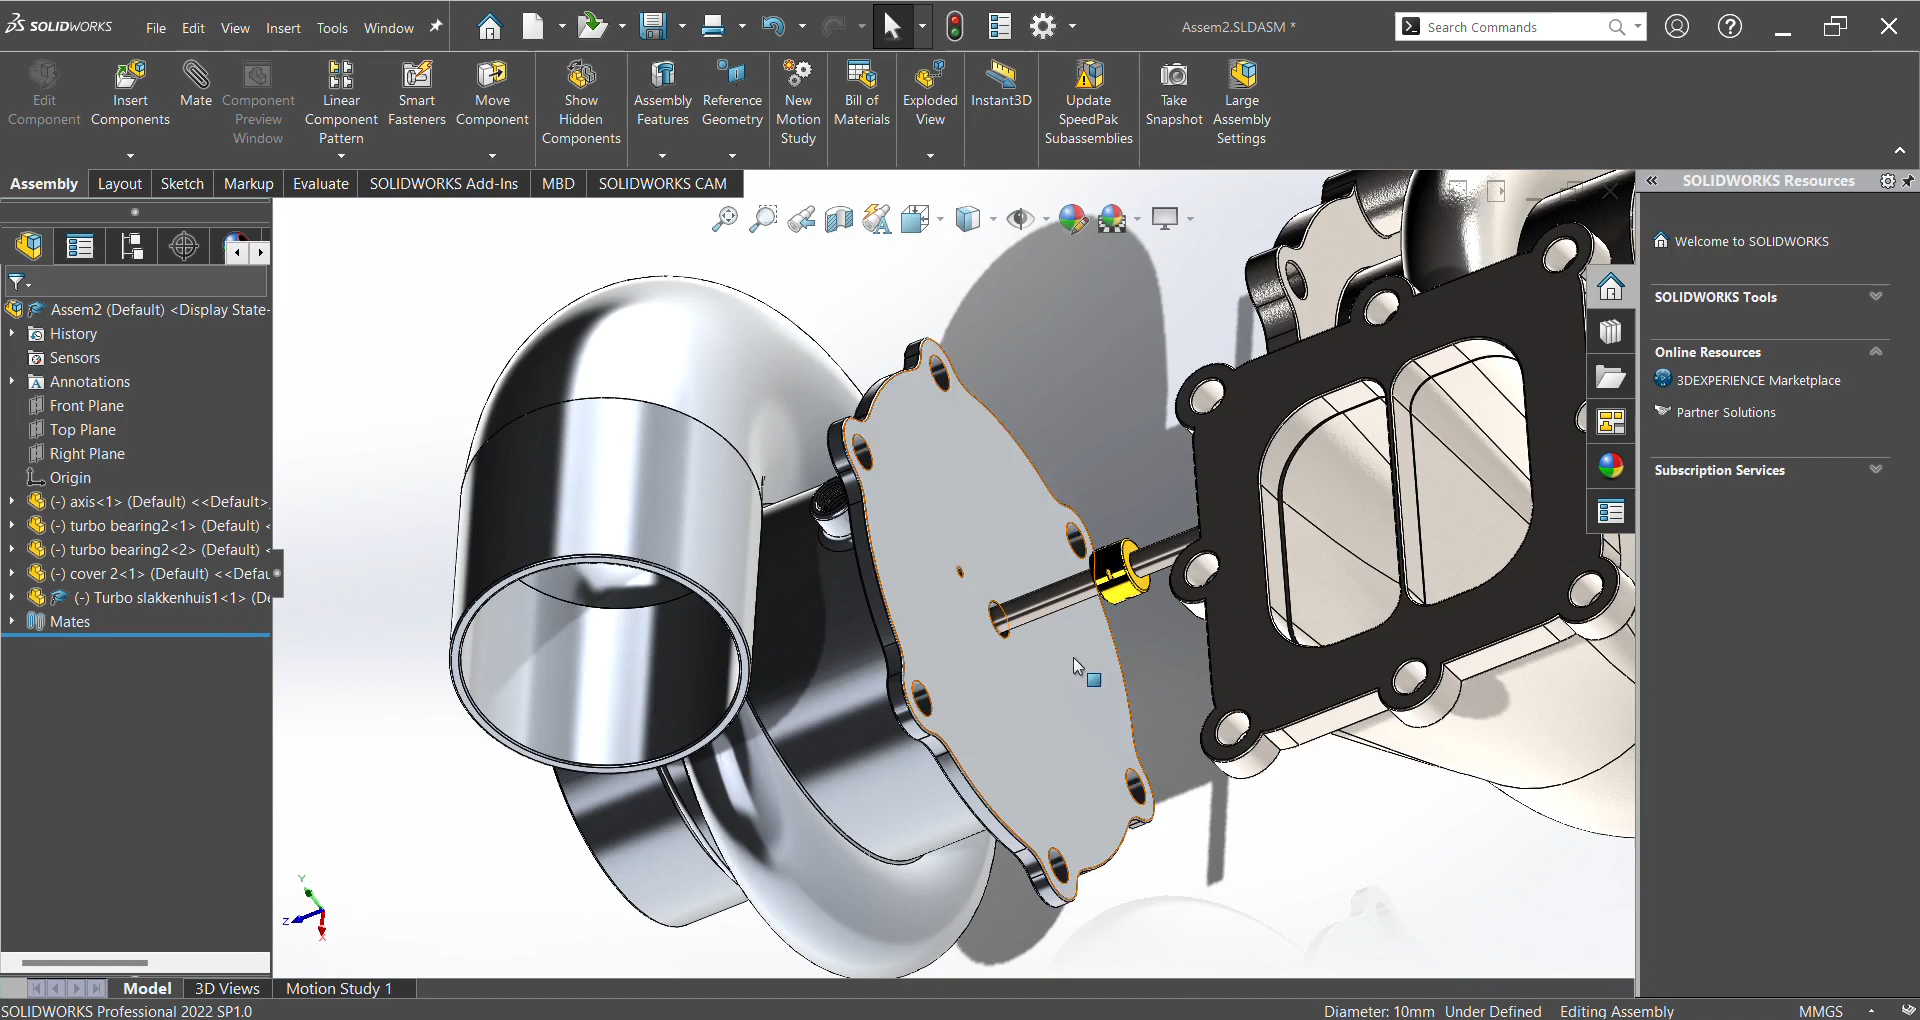 SOLIDWORKS
File Edit View Insert Tools Window
Assem2.SLDASM *
Search Commands
Edit Component
Insert Components
Mate
Component Preview Window
Linear Component Pattern
Smart Fasteners
Move Component
Show Hidden Components
Assembly Features
Reference Geometry
New Motion Study
Bill of Materials
Exploded View
Instant3D
Update SpeedPak Subassemblies
Take Snapshot
Large Assembly Settings
Assembly Layout Sketch Markup Evaluate SOLIDWORKS Add-Ins MBD SOLIDWORKS CAM
Assem2 (Default) <Display State-
History
Sensors
Annotations
Front Plane
Top Plane
Right Plane
Origin
(-) axis<1> (Default) <<Default>
(-) turbo bearing2<1> (Default) <
(-) turbo bearing2<2> (Default) <
(-) cover 2<1> (Default) <<Defau
(-) Turbo slakkenhuis1<1> (De
Mates
Y
Z
X
SOLIDWORKS Resources
Welcome to SOLIDWORKS
SOLIDWORKS Tools
Online Resources
3DEXPERIENCE Marketplace
Partner Solutions
Subscription Services
Model 3D Views Motion Study 1
SOLIDWORKS Professional 2022 SP1.0
Diameter: 10mm Under Defined Editing Assembly MMGS